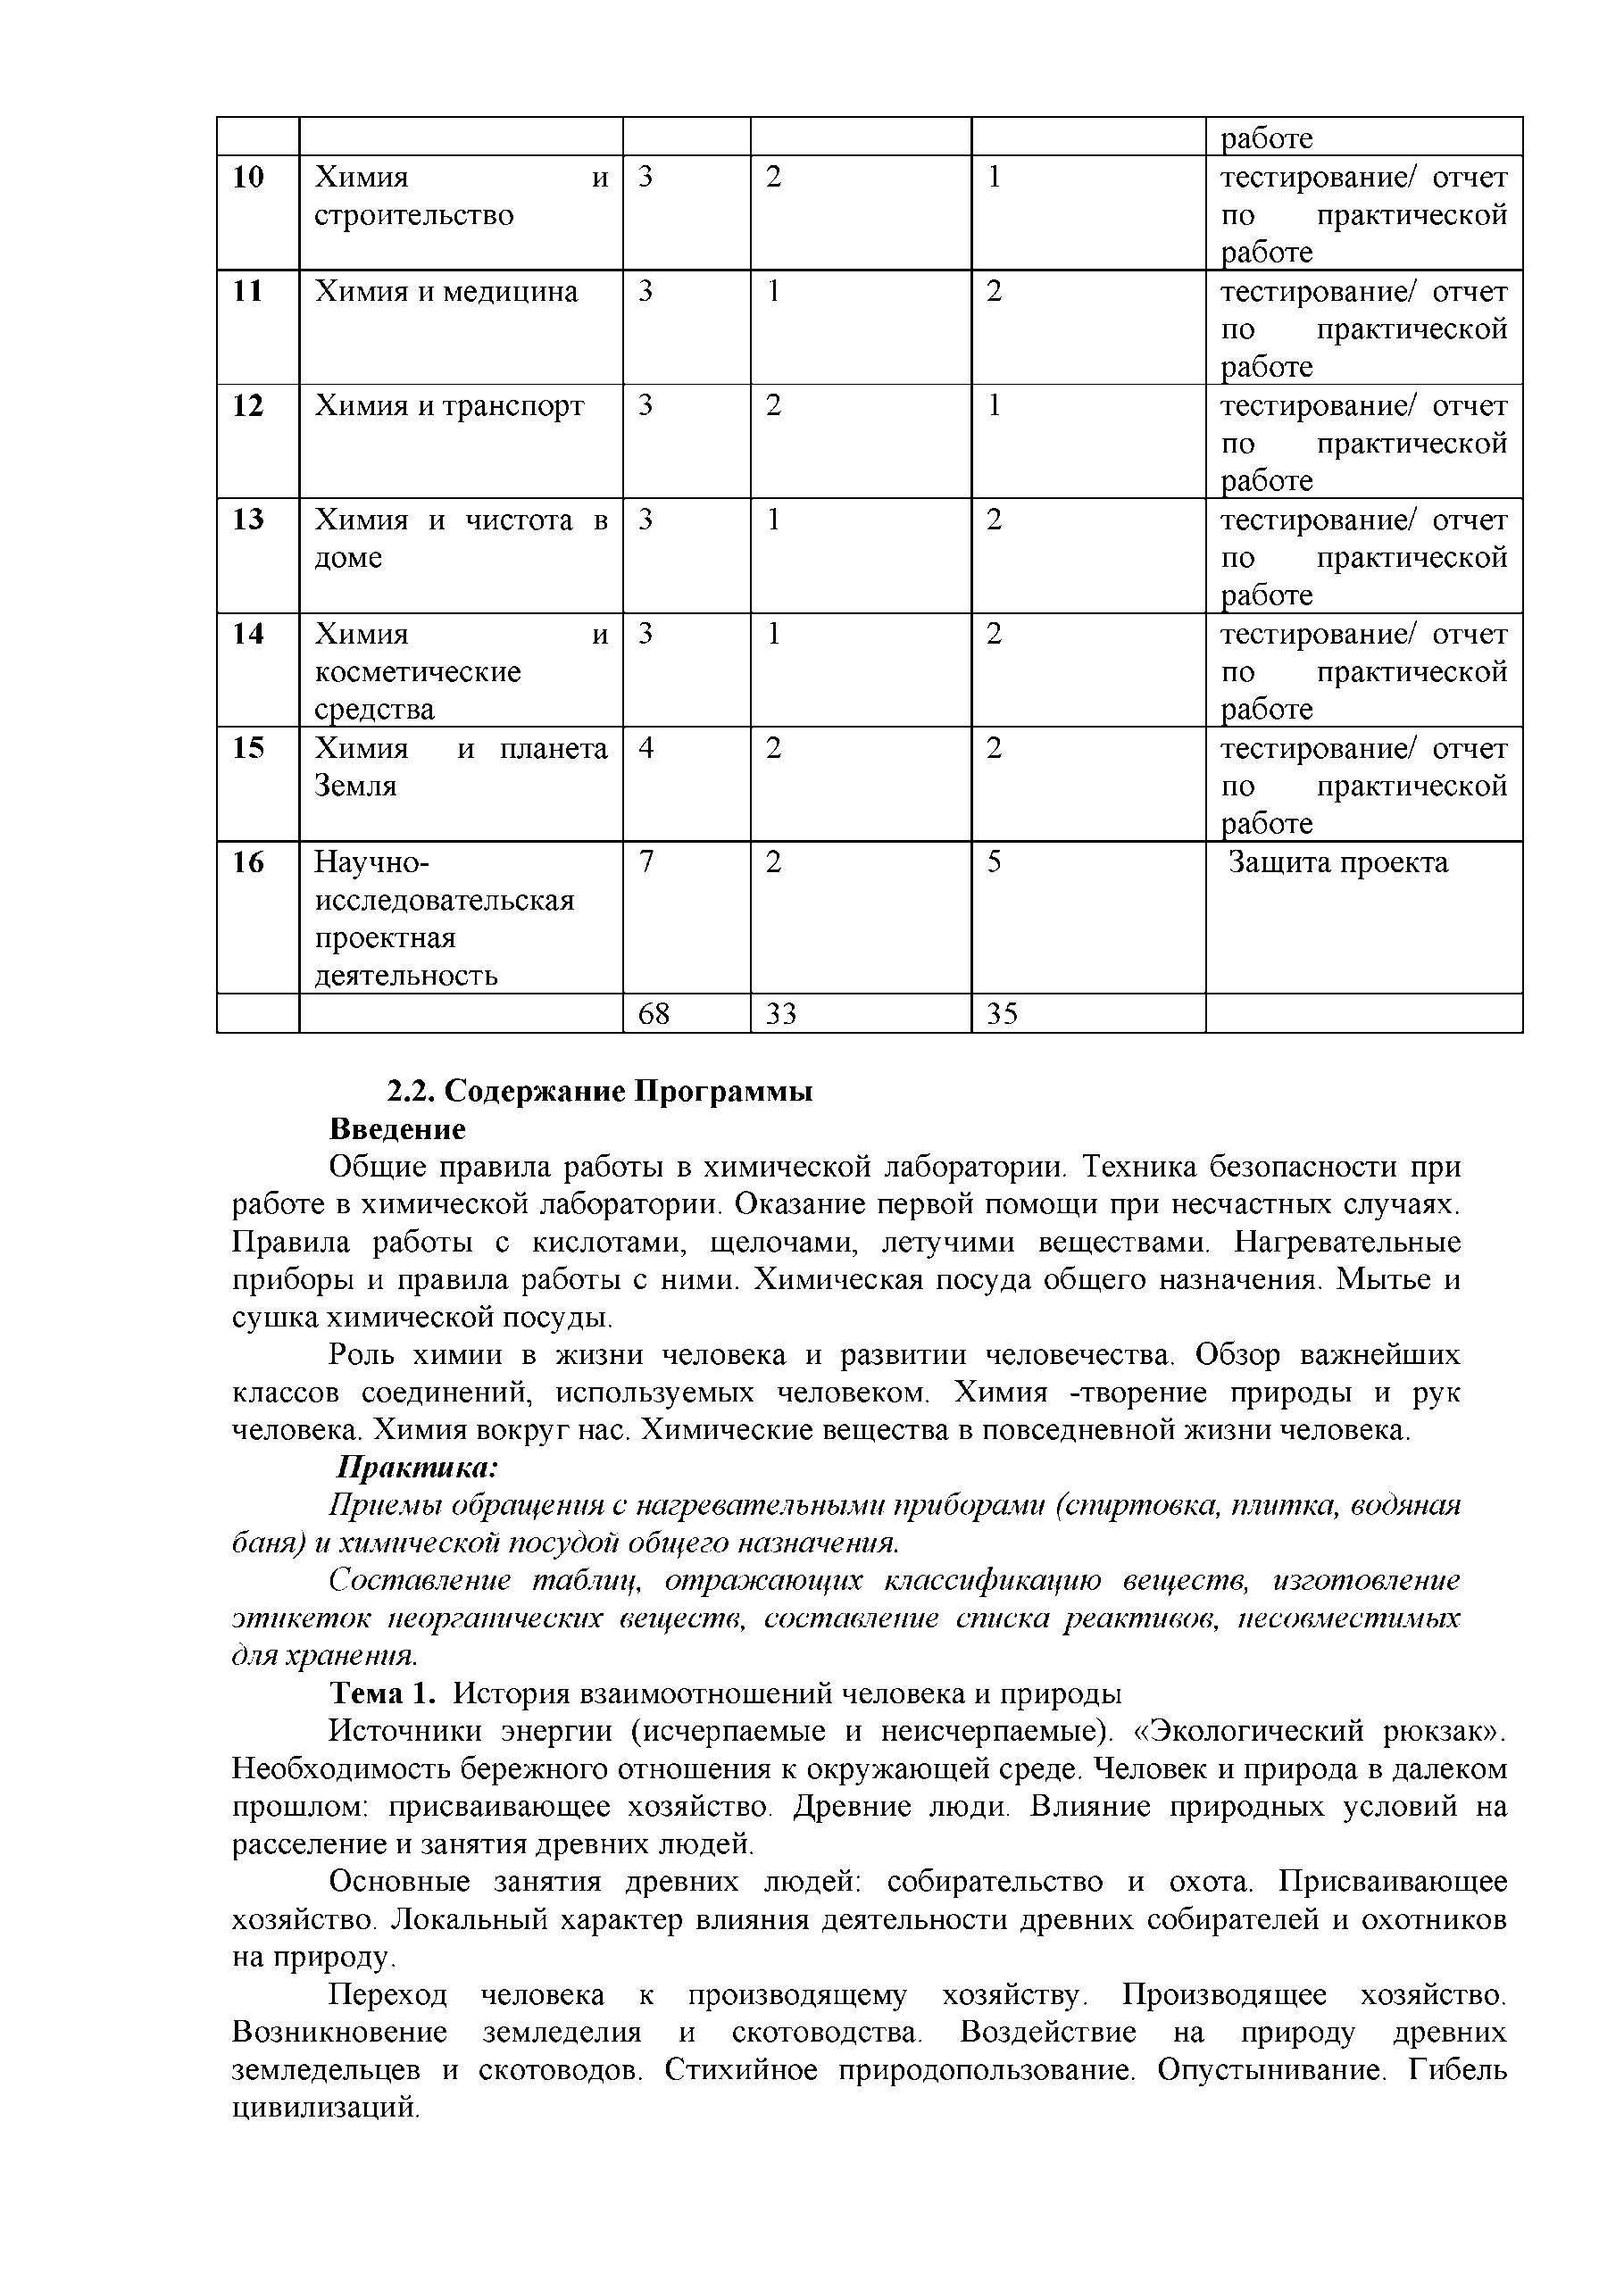 работе
10 Химия и 3 2 1 тестирование/ отчет
строительство по практической
работе
11 Химия и медицина 3 1 2 тестирование/ отчет
по практической
работе
12 Химия и транспорт 3 2 1 тестирование/ отчет
по практической
работе
13 Химия и чистота в 3 1 2 тестирование/ отчет
доме по практической
работе
14 Химия и 3 1 2 тестирование/ отчет
косметические по практической
средства работе
15 Химия и планета 4 2 2 тестирование/ отчет
Земля по практической
работе
16 Научно- 7 2 5 Защита проекта
исследовательская
проектная
деятельность
68 33 35
2.2. Содержание Программы
Введение
Общие правила работы в химической лаборатории. Техника безопасности при
работе в химической лаборатории. Оказание первой помощи при несчастных случаях.
Правила работы с кислотами, щелочами, летучими веществами. Нагревательные
приборы и правила работы с ними. Химическая посуда общего назначения. Мытье и
сушка химической посуды.
Роль химии в жизни человека и развитии человечества. Обзор важнейших
классов соединений, используемых человеком. Химия -творение природы и рук
человека. Химия вокруг нас. Химические вещества в повседневной жизни человека.
Практика:
Приемы обращения с нагревательными приборами (спиртовка, плитка, водяная
баня) и химической посудой общего назначения.
Составление таблиц, отражающих классификацию веществ, изготовление
этикеток неорганических веществ, составление списка реактивов, несовместимых
для хранения.
Тема 1. История взаимоотношений человека и природы
Источники энергии (исчерпаемые и неисчерпаемые). «Экологический рюкзак».
Необходимость бережного отношения к окружающей среде. Человек и природа в далеком
прошлом: присваивающее хозяйство. Древние люди. Влияние природных условий на
расселение и занятия древних людей.
Основные занятия древних людей: собирательство и охота. Присваивающее
хозяйство. Локальный характер влияния деятельности древних собирателей и охотников
на природу.
Переход человека к производящему хозяйству. Производящее хозяйство.
Возникновение земледелия и скотоводства. Воздействие на природу древних
земледельцев и скотоводов. Стихийное природопользование. Опустынивание. Гибель
цивилизаций.